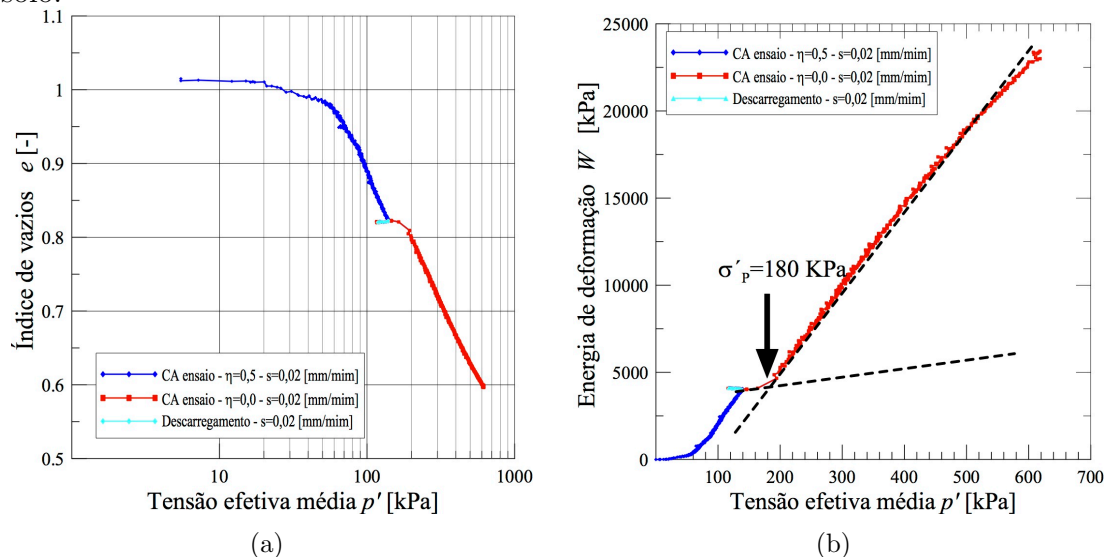 solo.
1.1
1
0.9
0.8
0.7
0.6
0.5
Índice de vazios e [-]
CA ensaio - η=0,5 - s=0,02 [mm/mim]
CA ensaio - η=0,0 - s=0,02 [mm/mim]
Descarregamento - s=0,02 [mm/mim]
10
100
1000
Tensão efetiva média p' [kPa]
(a)
25000
20000
15000
10000
5000
0
Energia de deformação W [kPa]
CA ensaio - η=0,5 - s=0,02 [mm/mim]
CA ensaio - η=0,0 - s=0,02 [mm/mim]
Descarregamento - s=0,02 [mm/mim]
σ´P=180 KPa
100 200 300 400 500 600 700
Tensão efetiva média p' [kPa]
(b)